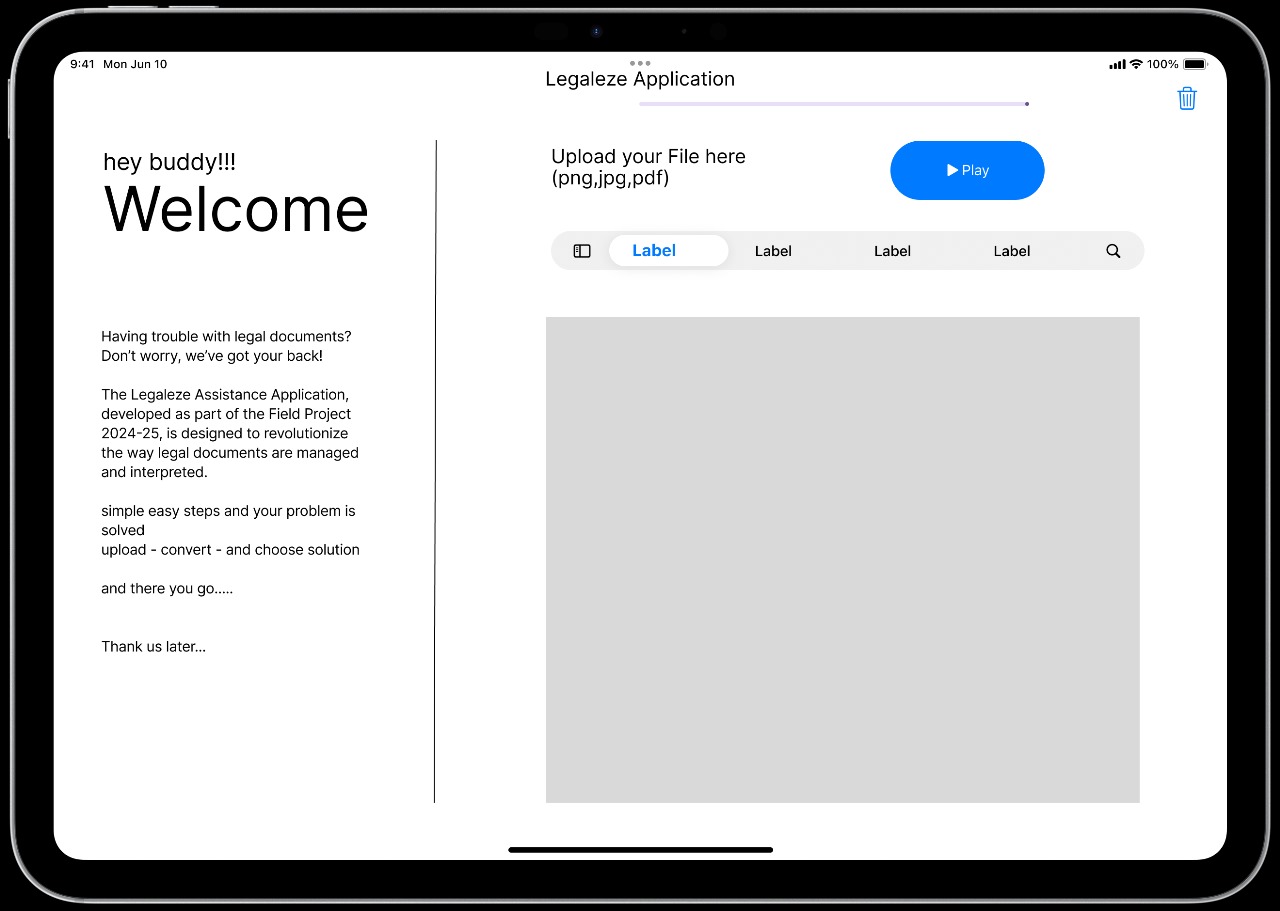 9:41 Mon Jun 10
100%
Legaleze Application
hey buddy!!!
Welcome
Having trouble with legal documents?
Don’t worry, we’ve got your back!
The Legaleze Assistance Application,
developed as part of the Field Project
2024-25, is designed to revolutionize
the way legal documents are managed
and interpreted.
simple easy steps and your problem is
solved
upload - convert - and choose solution
and there you go.....
Thank us later...
Upload your File here
(png,jpg,pdf)
Play
Label Label Label Label